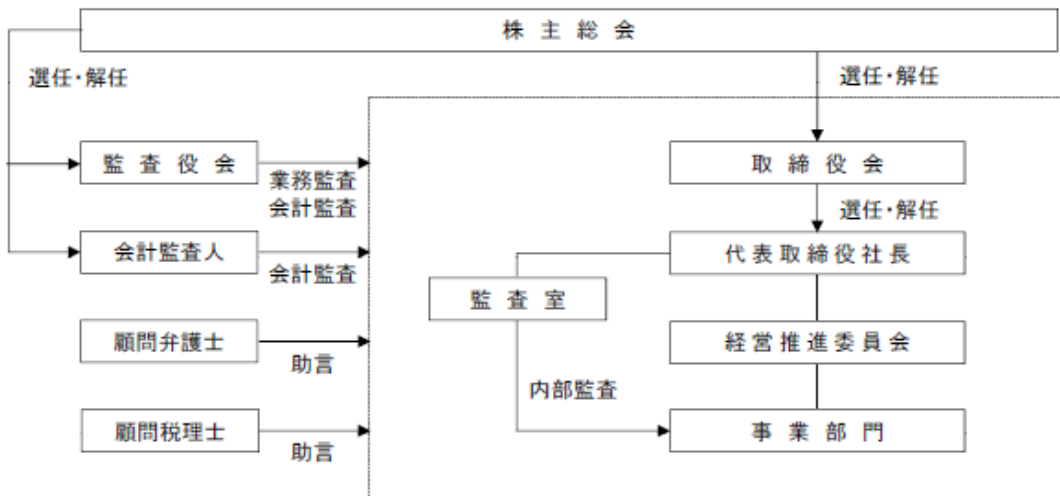 株主総会
選任・解任
選任・解任
監査役会
取締役会
業務監査
会計監査
選任・解任
会計監査人
代表取締役社長
会計監査
監査室
顧問弁護士
経営推進委員会
助言
内部監査
顧問税理士
事業部門
助言